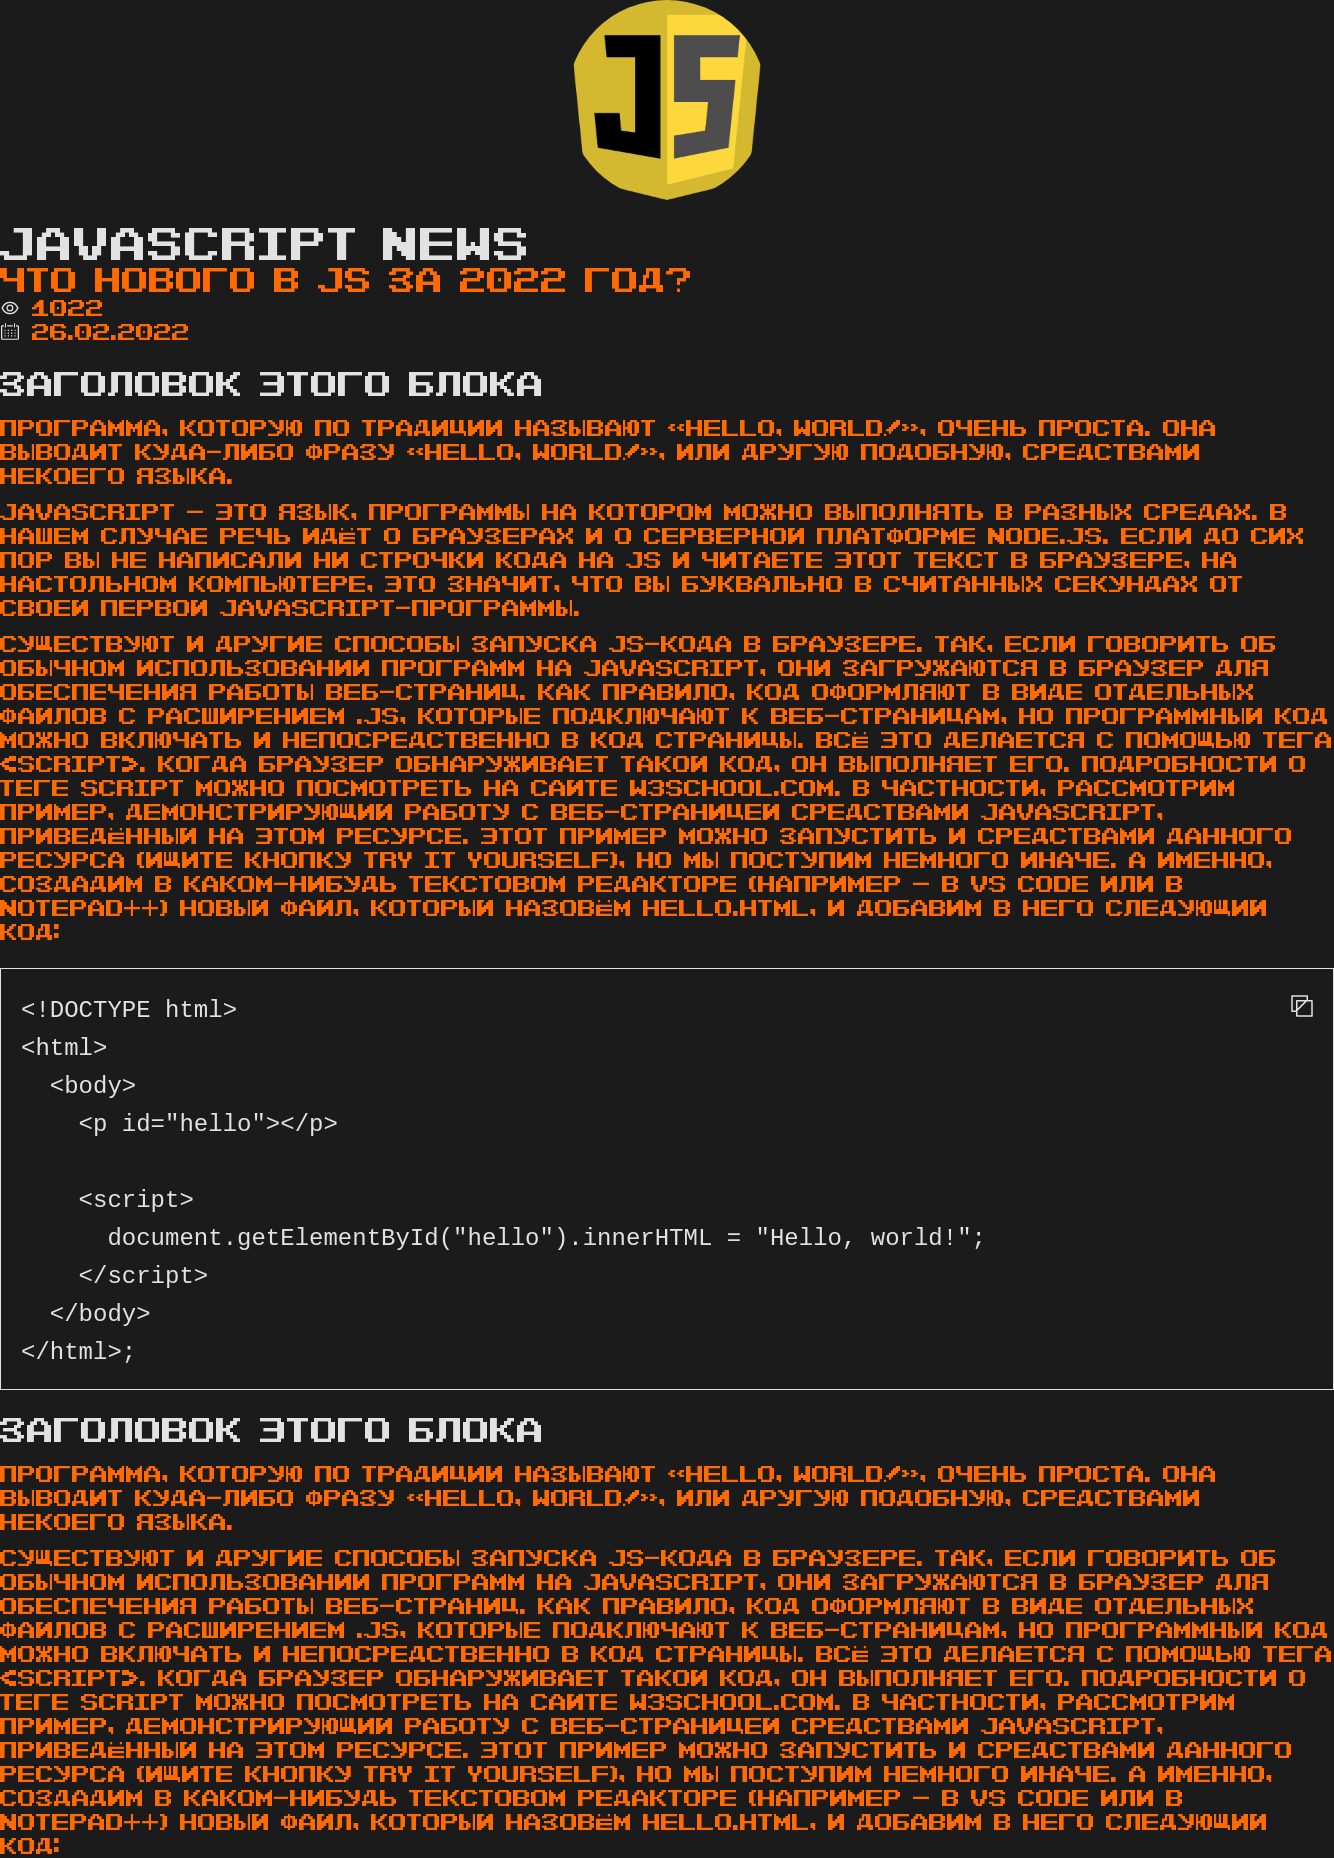 JS
JAVASCRIPT NEWS
ЧТО НОВОГО В JS ЗА 2022 ГОД?
1022
26.02.2022
ЗАГОЛОВОК ЭТОГО БЛОКА
ПРОГРАММА, КОТОРУЮ ПО ТРАДИЦИИ НАЗЫВАЮТ «HELLO, WORLD!», ОЧЕНЬ ПРОСТА. ОНА
ВЫВОДИТ КУДА-ЛИБО ФРАЗУ «HELLO, WORLD!», ИЛИ ДРУГУЮ ПОДОБНУЮ, СРЕДСТВАМИ
НЕКОЕГО ЯЗЫКА.
JAVASCRIPT — ЭТО ЯЗЫК, ПРОГРАММЫ НА КОТОРОМ МОЖНО ВЫПОЛНЯТЬ В РАЗНЫХ СРЕДАХ. В
НАШЕМ СЛУЧАЕ РЕЧЬ ИДЁТ О БРАУЗЕРАХ И О СЕРВЕРНОЙ ПЛАТФОРМЕ NODE.JS. ЕСЛИ ДО СИХ
ПОР ВЫ НЕ НАПИСАЛИ НИ СТРОЧКИ КОДА НА JS И ЧИТАЕТЕ ЭТОТ ТЕКСТ В БРАУЗЕРЕ, НА
НАСТОЛЬНОМ КОМПЬЮТЕРЕ, ЭТО ЗНАЧИТ, ЧТО ВЫ БУКВАЛЬНО В СЧИТАННЫХ СЕКУНДАХ ОТ
СВОЕЙ ПЕРВОЙ JAVASCRIPT-ПРОГРАММЫ.
СУЩЕСТВУЮТ И ДРУГИЕ СПОСОБЫ ЗАПУСКА JS-КОДА В БРАУЗЕРЕ. ТАК, ЕСЛИ ГОВОРИТЬ ОБ
ОБЫЧНОМ ИСПОЛЬЗОВАНИИ ПРОГРАММ НА JAVASCRIPT, ОНИ ЗАГРУЖАЮТСЯ В БРАУЗЕР ДЛЯ
ОБЕСПЕЧЕНИЯ РАБОТЫ ВЕБ-СТРАНИЦ. КАК ПРАВИЛО, КОД ОФОРМЛЯЮТ В ВИДЕ ОТДЕЛЬНЫХ
ФАЙЛОВ С РАСШИРЕНИЕМ .JS, КОТОРЫЕ ПОДКЛЮЧАЮТ К ВЕБ-СТРАНИЦАМ, НО ПРОГРАММНЫЙ КОД
МОЖНО ВКЛЮЧАТЬ И НЕПОСРЕДСТВЕННО В КОД СТРАНИЦЫ. ВСЁ ЭТО ДЕЛАЕТСЯ С ПОМОЩЬЮ ТЕГА
<SCRIPT>. КОГДА БРАУЗЕР ОБНАРУЖИВАЕТ ТАКОЙ КОД, ОН ВЫПОЛНЯЕТ ЕГО. ПОДРОБНОСТИ О
ТЕГЕ SCRIPT МОЖНО ПОСМОТРЕТЬ НА САЙТЕ W3SCHOOL.COM. В ЧАСТНОСТИ, РАССМОТРИМ
ПРИМЕР, ДЕМОНСТРИРУЮЩИЙ РАБОТУ С ВЕБ-СТРАНИЦЕЙ СРЕДСТВАМИ JAVASCRIPT,
ПРИВЕДЁННЫЙ НА ЭТОМ РЕСУРСЕ. ЭТОТ ПРИМЕР МОЖНО ЗАПУСТИТЬ И СРЕДСТВАМИ ДАННОГО
РЕСУРСА (ИЩИТЕ КНОПКУ TRY IT YOURSELF), НО МЫ ПОСТУПИМ НЕМНОГО ИНАЧЕ. А ИМЕННО,
СОЗДАДИМ В КАКОМ-НИБУДЬ ТЕКСТОВОМ РЕДАКТОРЕ (НАПРИМЕР — В VS CODE ИЛИ В
NOTEPAD++) НОВЫЙ ФАЙЛ, КОТОРЫЙ НАЗОВЁМ HELLO.HTML, И ДОБАВИМ В НЕГО СЛЕДУЮЩИЙ
КОД:
<!DOCTYPE html>
<html>
  <body>
    <p id="hello"></p>
    <script>
      document.getElementById("hello").innerHTML = "Hello, world!";
    </script>
  </body>
</html>;
ЗАГОЛОВОК ЭТОГО БЛОКА
ПРОГРАММА, КОТОРУЮ ПО ТРАДИЦИИ НАЗЫВАЮТ «HELLO, WORLD!», ОЧЕНЬ ПРОСТА. ОНА
ВЫВОДИТ КУДА-ЛИБО ФРАЗУ «HELLO, WORLD!», ИЛИ ДРУГУЮ ПОДОБНУЮ, СРЕДСТВАМИ
НЕКОЕГО ЯЗЫКА.
СУЩЕСТВУЮТ И ДРУГИЕ СПОСОБЫ ЗАПУСКА JS-КОДА В БРАУЗЕРЕ. ТАК, ЕСЛИ ГОВОРИТЬ ОБ
ОБЫЧНОМ ИСПОЛЬЗОВАНИИ ПРОГРАММ НА JAVASCRIPT, ОНИ ЗАГРУЖАЮТСЯ В БРАУЗЕР ДЛЯ
ОБЕСПЕЧЕНИЯ РАБОТЫ ВЕБ-СТРАНИЦ. КАК ПРАВИЛО, КОД ОФОРМЛЯЮТ В ВИДЕ ОТДЕЛЬНЫХ
ФАЙЛОВ С РАСШИРЕНИЕМ .JS, КОТОРЫЕ ПОДКЛЮЧАЮТ К ВЕБ-СТРАНИЦАМ, НО ПРОГРАММНЫЙ КОД
МОЖНО ВКЛЮЧАТЬ И НЕПОСРЕДСТВЕННО В КОД СТРАНИЦЫ. ВСЁ ЭТО ДЕЛАЕТСЯ С ПОМОЩЬЮ ТЕГА
<SCRIPT>. КОГДА БРАУЗЕР ОБНАРУЖИВАЕТ ТАКОЙ КОД, ОН ВЫПОЛНЯЕТ ЕГО. ПОДРОБНОСТИ О
ТЕГЕ SCRIPT МОЖНО ПОСМОТРЕТЬ НА САЙТЕ W3SCHOOL.COM. В ЧАСТНОСТИ, РАССМОТРИМ
ПРИМЕР, ДЕМОНСТРИРУЮЩИЙ РАБОТУ С ВЕБ-СТРАНИЦЕЙ СРЕДСТВАМИ JAVASCRIPT,
ПРИВЕДЁННЫЙ НА ЭТОМ РЕСУРСЕ. ЭТОТ ПРИМЕР МОЖНО ЗАПУСТИТЬ И СРЕДСТВАМИ ДАННОГО
РЕСУРСА (ИЩИТЕ КНОПКУ TRY IT YOURSELF), НО МЫ ПОСТУПИМ НЕМНОГО ИНАЧЕ. А ИМЕННО,
СОЗДАДИМ В КАКОМ-НИБУДЬ ТЕКСТОВОМ РЕДАКТОРЕ (НАПРИМЕР — В VS CODE ИЛИ В
NOTEPAD++) НОВЫЙ ФАЙЛ, КОТОРЫЙ НАЗОВЁМ HELLO.HTML, И ДОБАВИМ В НЕГО СЛЕДУЮЩИЙ
КОД: